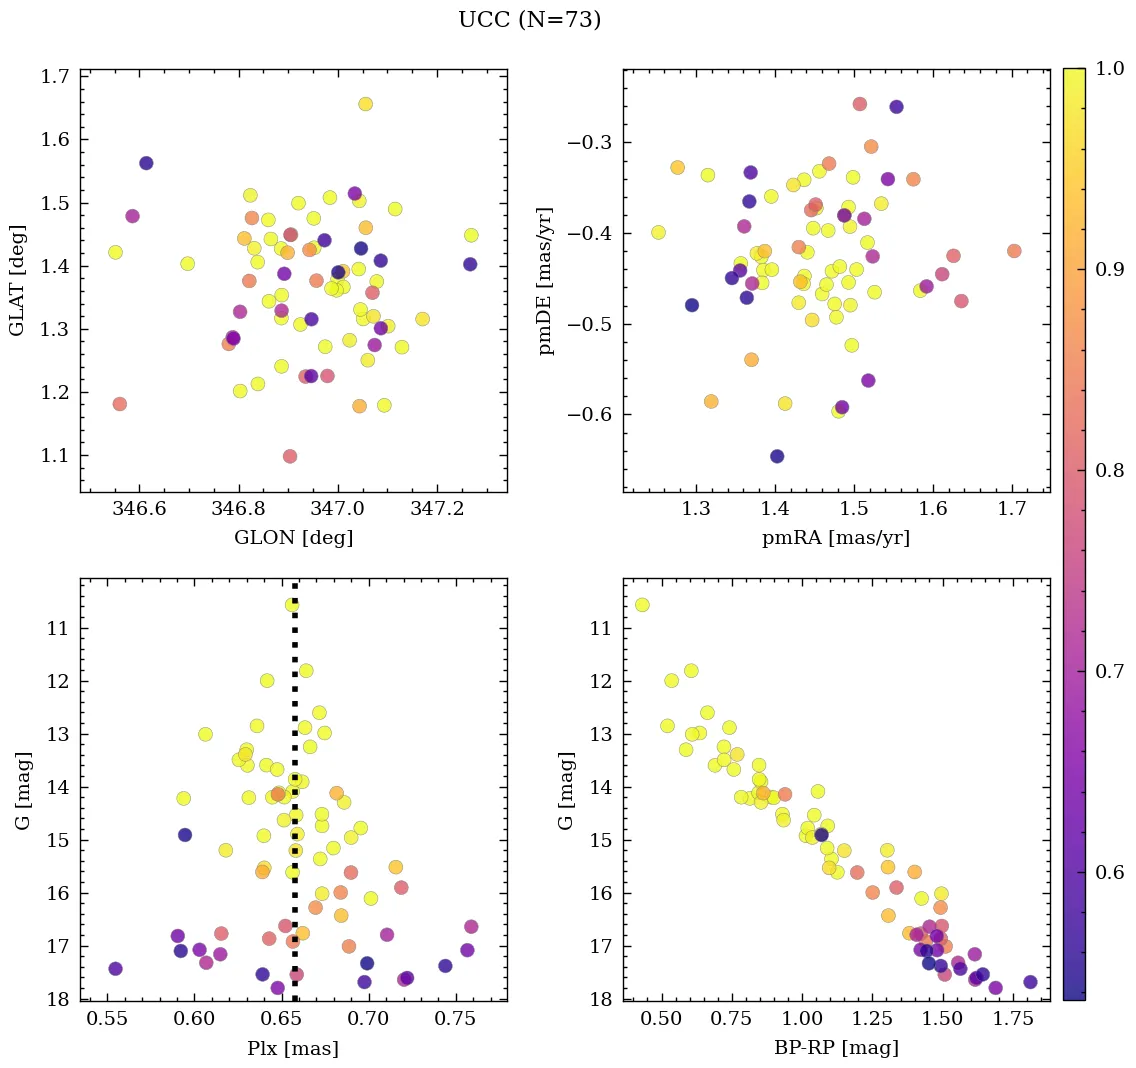 UCC (N=73)
1.7
1.6
1.5
1.4
1.3
1.2
1.1
GLAT [deg]
346.6 346.8 347.0 347.2
GLON [deg]
−0.3
−0.4
−0.5
−0.6
pmDE [mas/yr]
1.3 1.4 1.5 1.6 1.7
pmRA [mas/yr]
1.0
0.9
0.8
0.7
0.6
11
12
13
14
15
16
17
18
G [mag]
0.55 0.60 0.65 0.70 0.75
Plx [mas]
11
12
13
14
15
16
17
18
G [mag]
0.50 0.75 1.00 1.25 1.50 1.75
BP-RP [mag]